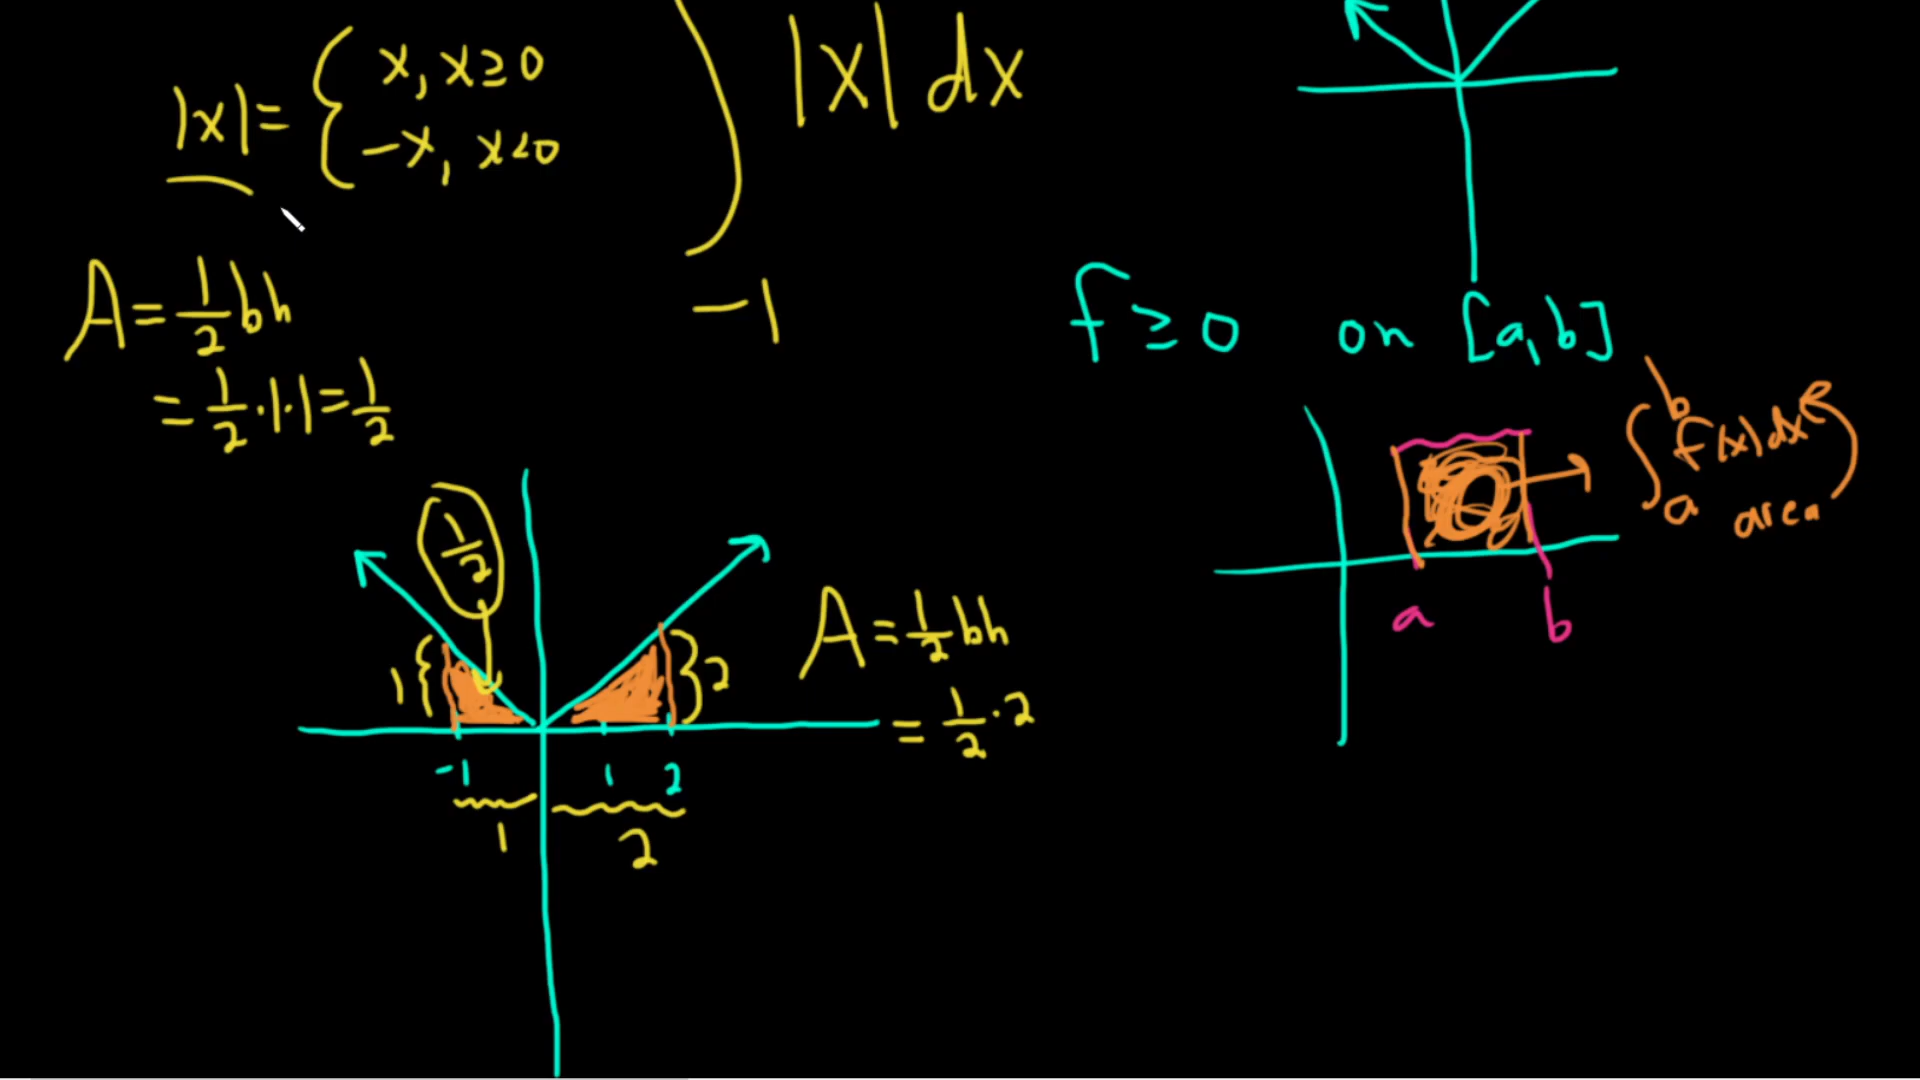 |x| = { x, x ≥ 0
-x, x < 0
∫ |x| dx
-1
A = 1/2 bh
= 1/2 · 1 · 1 = 1/2
f ≥ 0 on [a, b]
∫ b a f(x) dx
area
a b
1/2
1 { } 2
-1 1 2
1 2
A = 1/2 bh
= 1/2 · 2